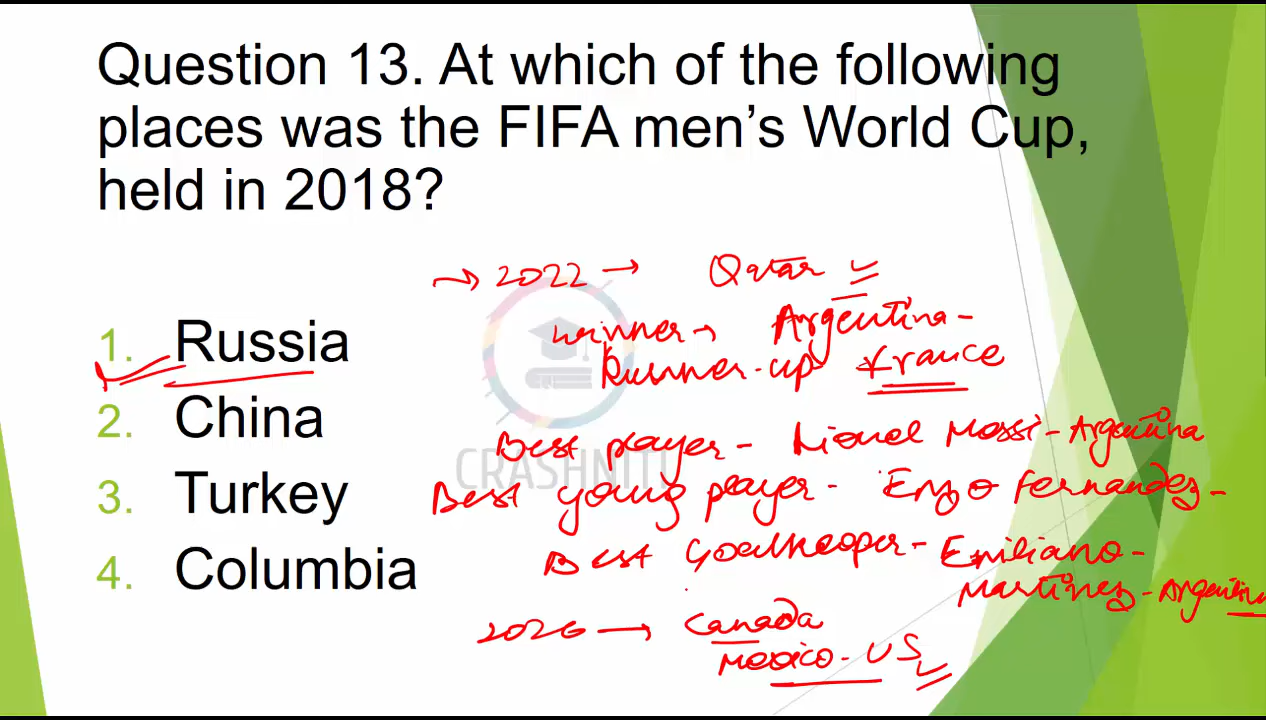 Question 13. At which of the following
places was the FIFA men's World Cup,
held in 2018?
→ 2022 → Qatar
winner → Argentina -
Runner-up France
1. Russia
2. China
3. Turkey
4. Columbia
Best player - Lionel Messi - Argentina
Best young player - Enzo Fernandez -
Best Goalkeeper - Emiliano -
Martinez - Argentina
2026 → Canada
Mexico - US
CRASHNITI